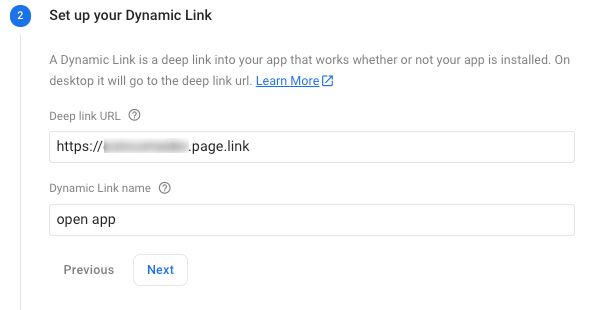 2 Set up your Dynamic Link
A Dynamic Link is a deep link into your app that works whether or not your app is installed. On
desktop it will go to the deep link url. Learn More
Deep link URL
https:// .page.link
Dynamic Link name
open app
Previous Next